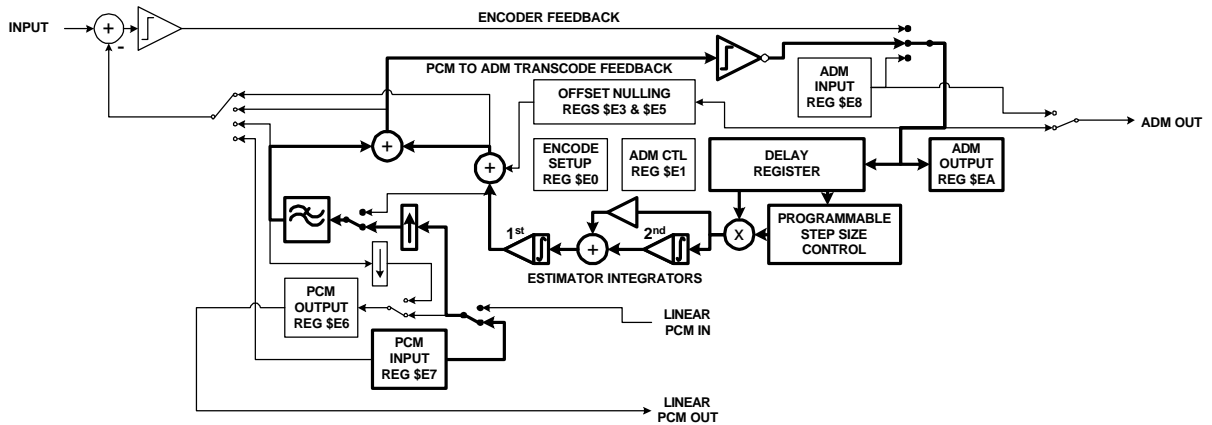 INPUT
+
-
ENCODER FEEDBACK
PCM TO ADM TRANSCODE FEEDBACK
OFFSET NULLING
REGS $E3 & $E5
ADM
INPUT
REG $E8
ADM OUT
+
+
ENCODE
SETUP
REG $E0
ADM CTL
REG $E1
DELAY
REGISTER
ADM
OUTPUT
REG $EA
1st
+
2nd
X
PROGRAMMABLE
STEP SIZE
CONTROL
ESTIMATOR INTEGRATORS
PCM
OUTPUT
REG $E6
LINEAR
PCM IN
PCM
INPUT
REG $E7
LINEAR
PCM OUT